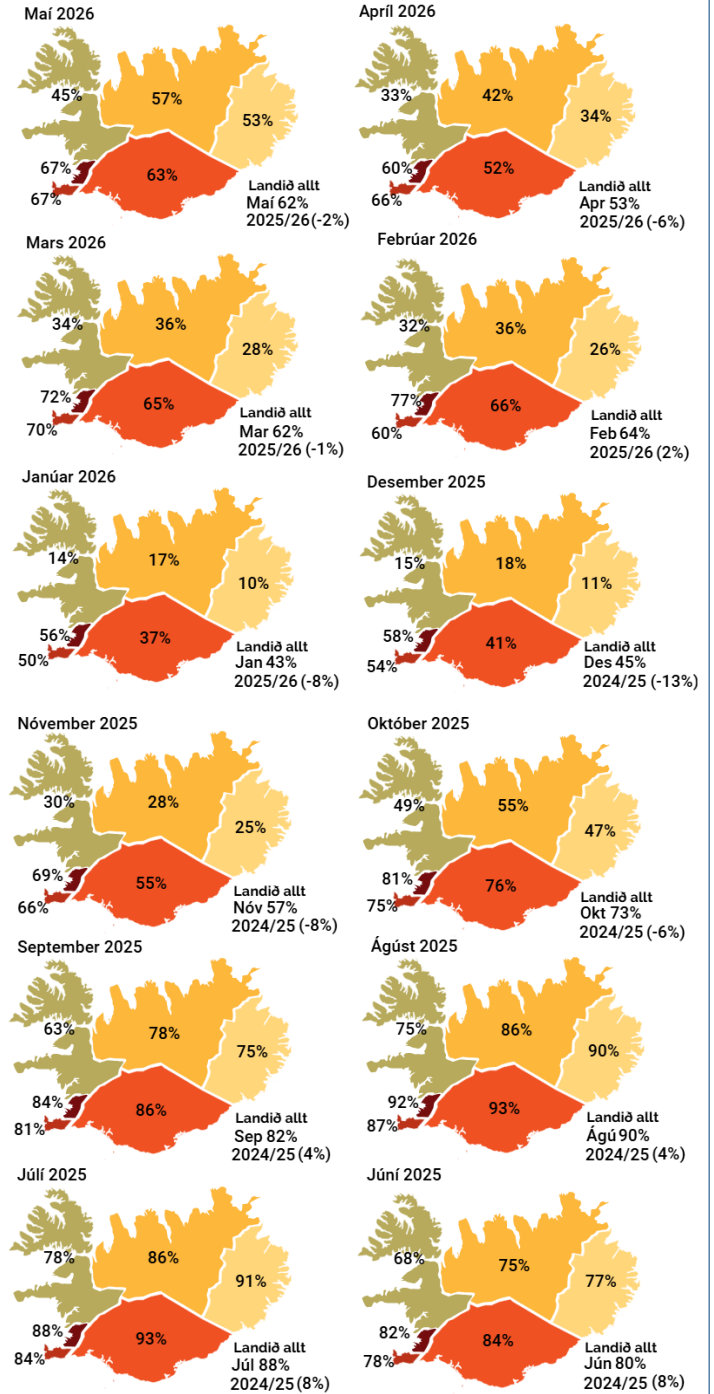 Maí 2026
45%
57%
53%
67%
67%
63%
Landið allt
Maí 62%
2025/26 (-2%)
Apríl 2026
33%
42%
34%
60%
66%
52%
Landið allt
Apr 53%
2025/26 (-6%)
Mars 2026
34%
36%
28%
72%
70%
65%
Landið allt
Mar 62%
2025/26 (-1%)
Febrúar 2026
32%
36%
26%
77%
60%
66%
Landið allt
Feb 64%
2025/26 (2%)
Janúar 2026
14%
17%
10%
56%
50%
37%
Landið allt
Jan 43%
2025/26 (-8%)
Desember 2025
15%
18%
11%
58%
54%
41%
Landið allt
Des 45%
2024/25 (-13%)
Nóvember 2025
30%
28%
25%
69%
66%
55%
Landið allt
Nóv 57%
2024/25 (-8%)
Október 2025
49%
55%
47%
81%
75%
76%
Landið allt
Okt 73%
2024/25 (-6%)
September 2025
63%
78%
75%
84%
81%
86%
Landið allt
Sep 82%
2024/25 (4%)
Ágúst 2025
75%
86%
90%
92%
87%
93%
Landið allt
Ágú 90%
2024/25 (4%)
Júlí 2025
78%
86%
91%
88%
84%
93%
Landið allt
Júl 88%
2024/25 (8%)
Júní 2025
68%
75%
77%
82%
78%
84%
Landið allt
Jún 80%
2024/25 (8%)